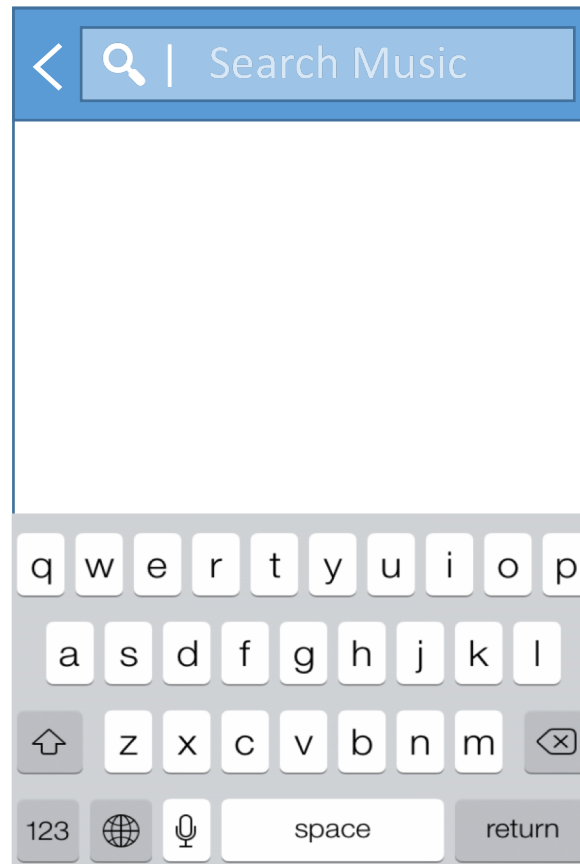 Search Music
q w e r t y u i o p
a s d f g h j k l
z x c v b n m
123 space return